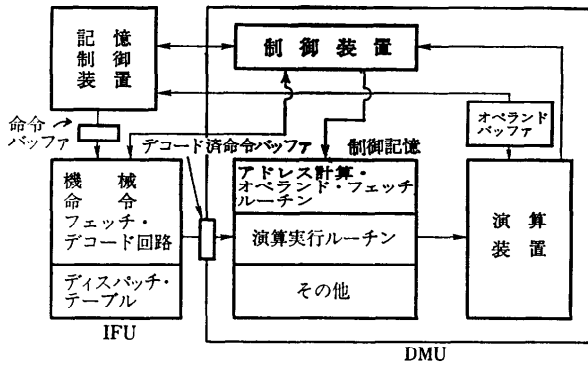 記憶
制御
装置
制御装置
命令
バッファ
オペランド
バッファ
デコード済命令バッファ
制御記憶
機械
命令
フェッチ・
デコード回路
ディスパッチ・
テーブル
アドレス計算・
オペランド・フェッチ
ルーチン
演算実行ルーチン
その他
演算
装置
IFU
DMU